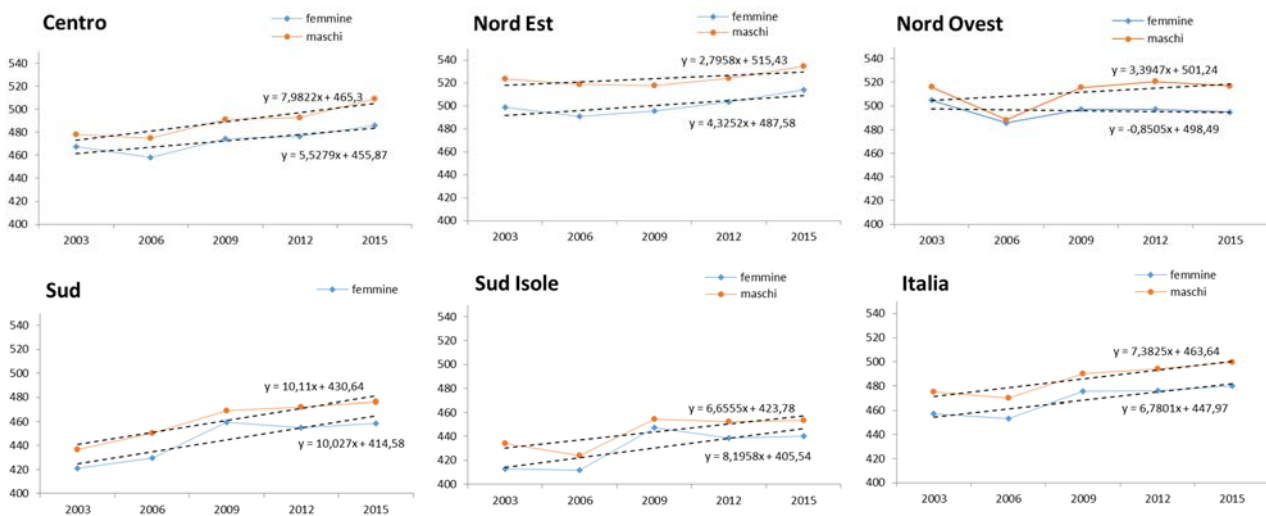 Centro
femmine
maschi
540
520
500
480
460
440
420
400
y = 7,9822x + 465,3
y = 5,5279x + 455,87
2003 2006 2009 2012 2015
Nord Est
femmine
maschi
540
520
500
480
460
440
420
400
y = 2,7958x + 515,43
y = 4,3252x + 487,58
2003 2006 2009 2012 2015
Nord Ovest
femmine
maschi
540
520
500
480
460
440
420
400
y = 3,3947x + 501,24
y = -0,8505x + 498,49
2003 2006 2009 2012 2015
Sud
femmine
540
520
500
480
460
440
420
400
y = 10,11x + 430,64
y = 10,027x + 414,58
2003 2006 2009 2012 2015
Sud Isole
femmine
maschi
540
520
500
480
460
440
420
400
y = 6,6555x + 423,78
y = 8,1958x + 405,54
2003 2006 2009 2012 2015
Italia
femmine
maschi
540
520
500
480
460
440
420
400
y = 7,3825x + 463,64
y = 6,7801x + 447,97
2003 2006 2009 2012 2015